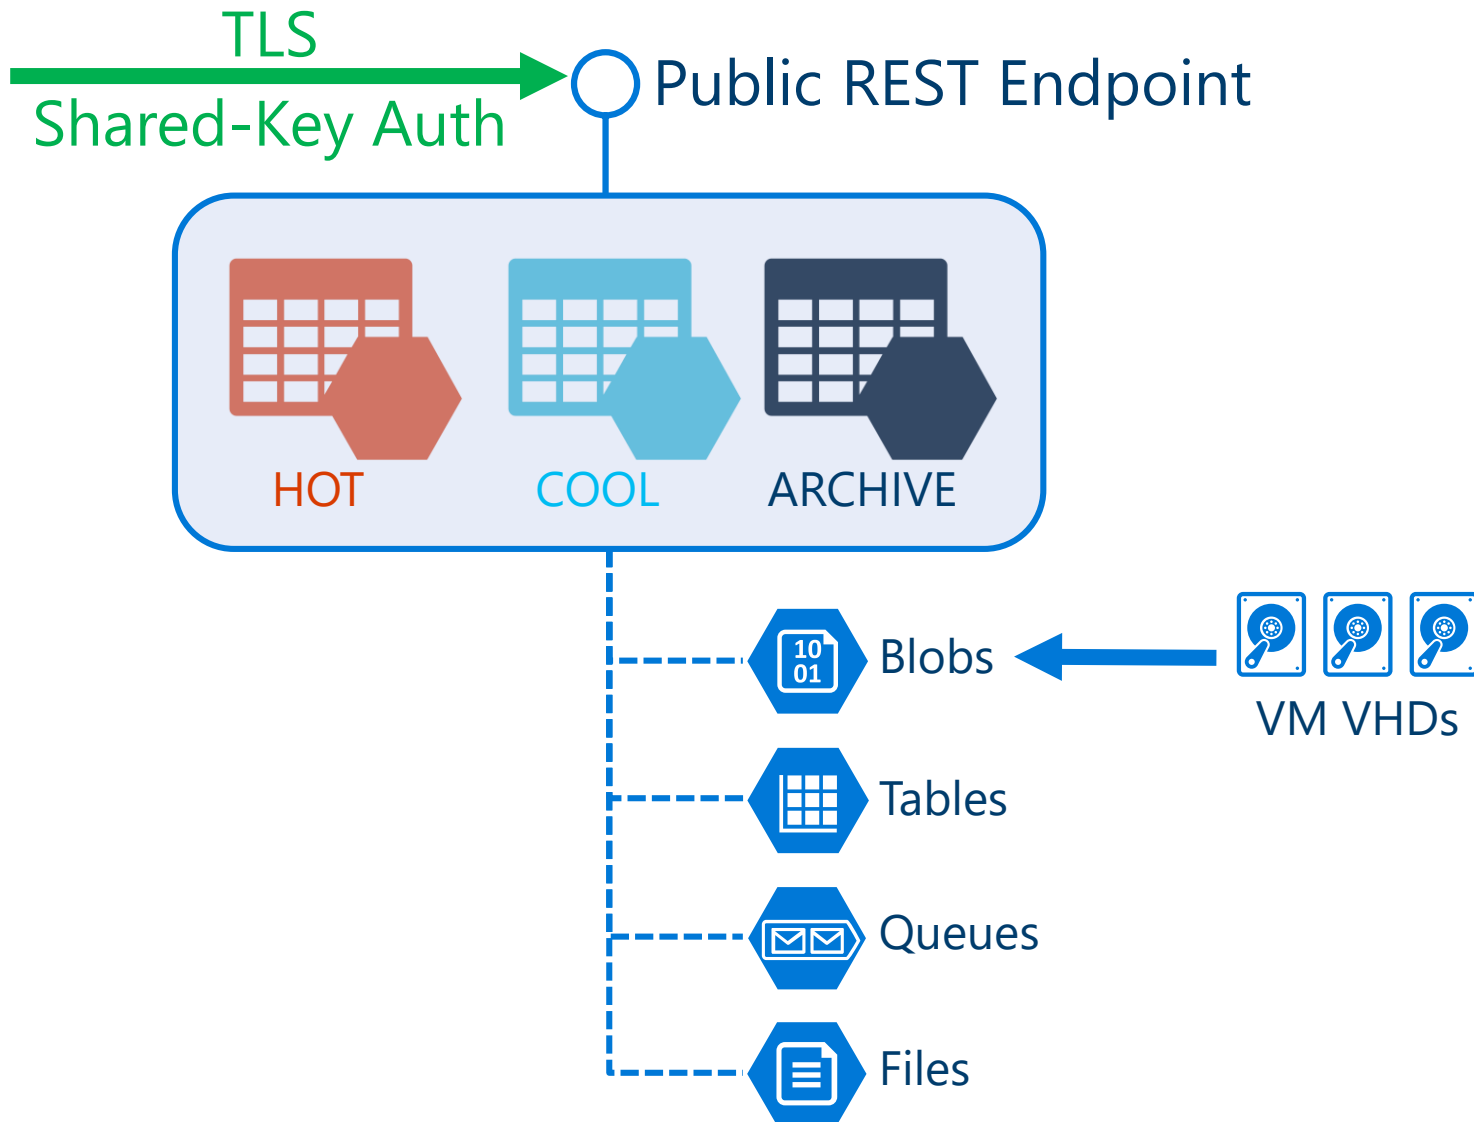 TLS
Shared-Key Auth
Public REST Endpoint
HOT
COOL
ARCHIVE
10
01
Blobs
VM VHDs
Tables
Queues
Files